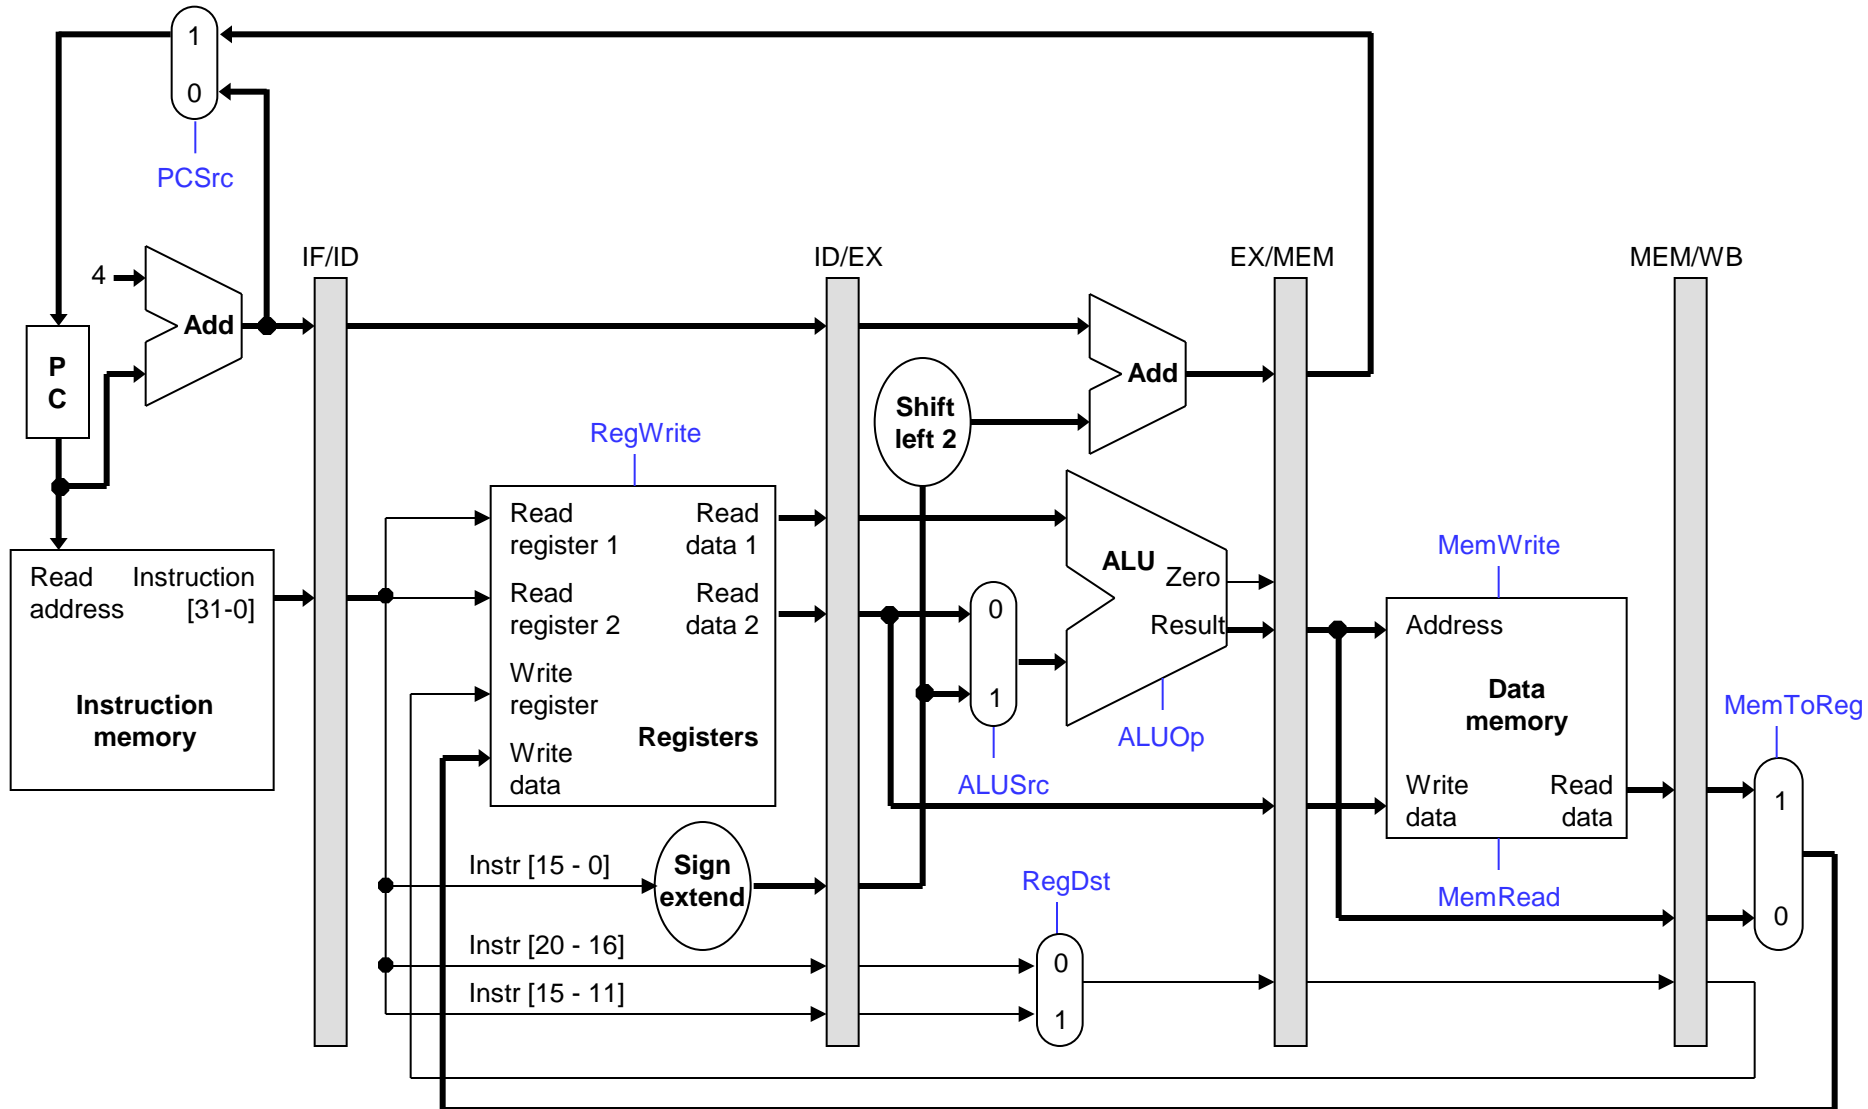 1
0
PCSrc
IF/ID
ID/EX
EX/MEM
MEM/WB
4
Add
P
C
Add
Shift
left 2
RegWrite
Read
register 1
Read
data 1
Read
register 2
Read
data 2
Write
register
Write
data
Registers
Read
address
Instruction
[31-0]
Instruction
memory
0
1
ALUSrc
ALU
Zero
Result
ALUOp
MemWrite
Address
Data
memory
Write
data
Read
data
MemRead
MemToReg
1
0
Instr [15 - 0]
Sign
extend
RegDst
Instr [20 - 16]
0
Instr [15 - 11]
1